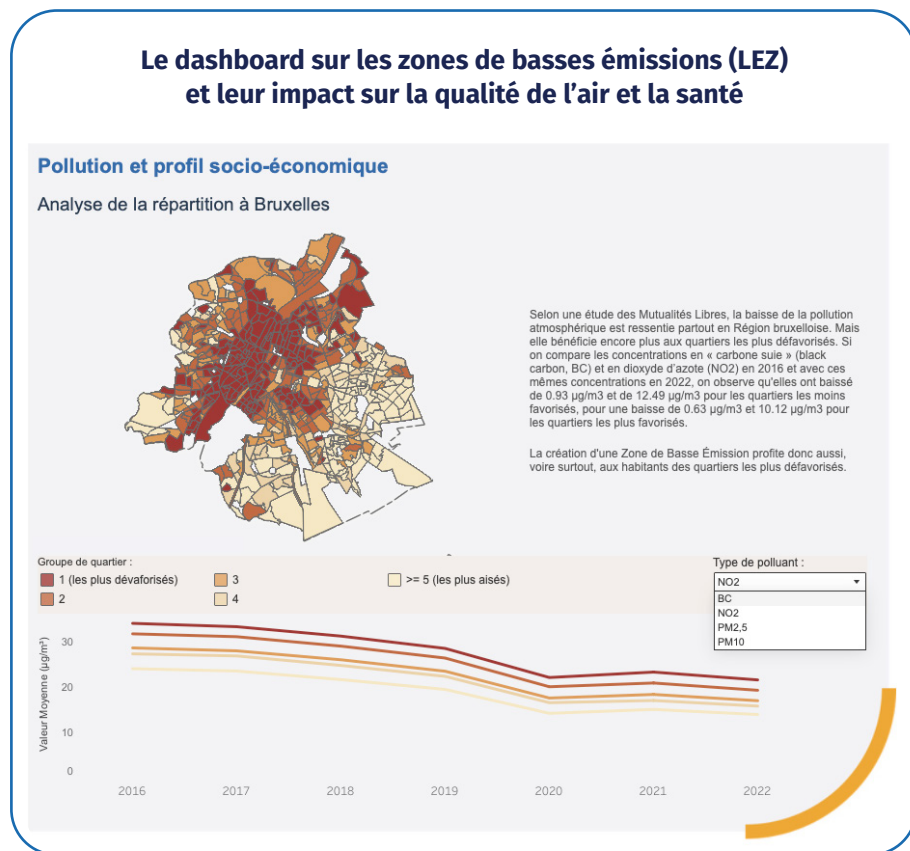 Le dashboard sur les zones de basses émissions (LEZ)
et leur impact sur la qualité de l'air et la santé
Pollution et profil socio-économique
Analyse de la répartition à Bruxelles
Selon une étude des Mutualités Libres, la baisse de la pollution
atmosphérique est ressentie partout en Région bruxelloise. Mais
elle bénéficie encore plus aux quartiers les plus défavorisés. Si
on compare les concentrations en « carbone suie » (black
carbon, BC) et en dioxyde d'azote (NO2) en 2016 et avec ces
mêmes concentrations en 2022, on observe qu'elles ont baissé
de 0.93 µg/m3 et de 12.49 µg/m3 pour les quartiers les moins
favorisés, pour une baisse de 0.63 µg/m3 et 10.12 µg/m3 pour
les quartiers les plus favorisés.
La création d'une Zone de Basse Émission profite donc aussi,
voire surtout, aux habitants des quartiers les plus défavorisés.
Groupe de quartier :
1 (les plus dévaforisés)
2
3
4
>= 5 (les plus aisés)
Type de polluant :
NO2
BC
NO2
PM2,5
PM10
Valeur Moyenne (µg/m³)
30
20
10
0
2016
2017
2018
2019
2020
2021
2022